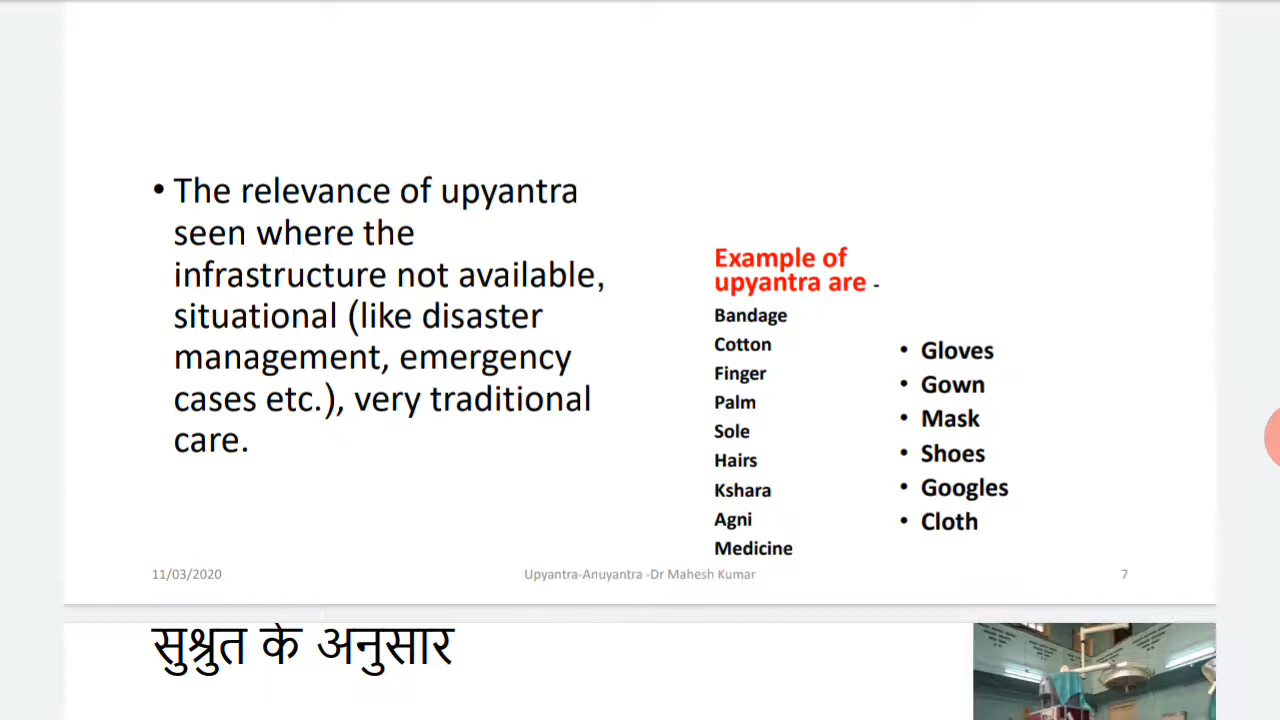 • The relevance of upyantra
seen where the
infrastructure not available,
situational (like disaster
management, emergency
cases etc.), very traditional
care.
Example of
upyantra are -
Bandage
Cotton
Finger
Palm
Sole
Hairs
Kshara
Agni
Medicine
• Gloves
• Gown
• Mask
• Shoes
• Googles
• Cloth
11/03/2020
Upyantra-Anuyantra -Dr Mahesh Kumar
7
सुश्रुत के अनुसार